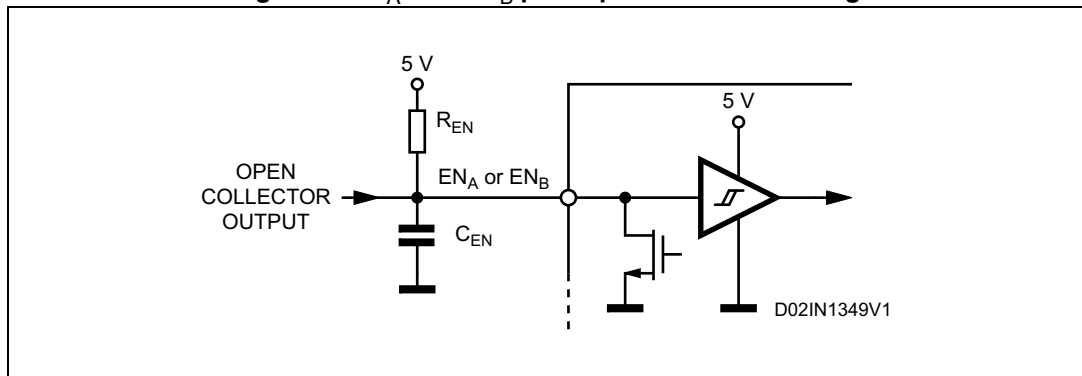 5 V
R_EN
5 V
OPEN
COLLECTOR
OUTPUT
EN_A or EN_B
C_EN
D02IN1349V1